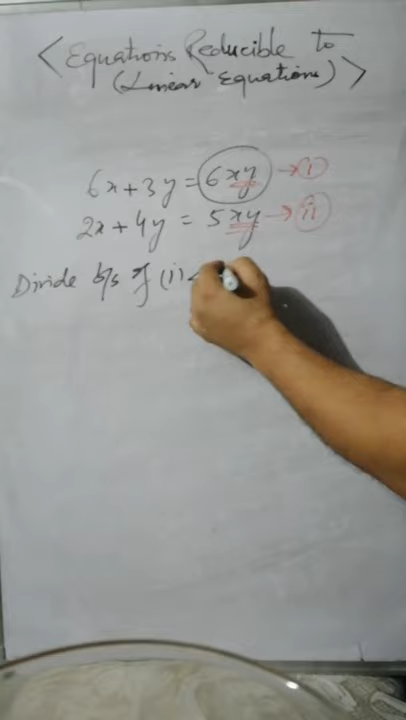 < Equations Reducible to
(Linear Equations) >
6x + 3y = 6xy → i
2x + 4y = 5xy → ii
Divide b/s of (i)